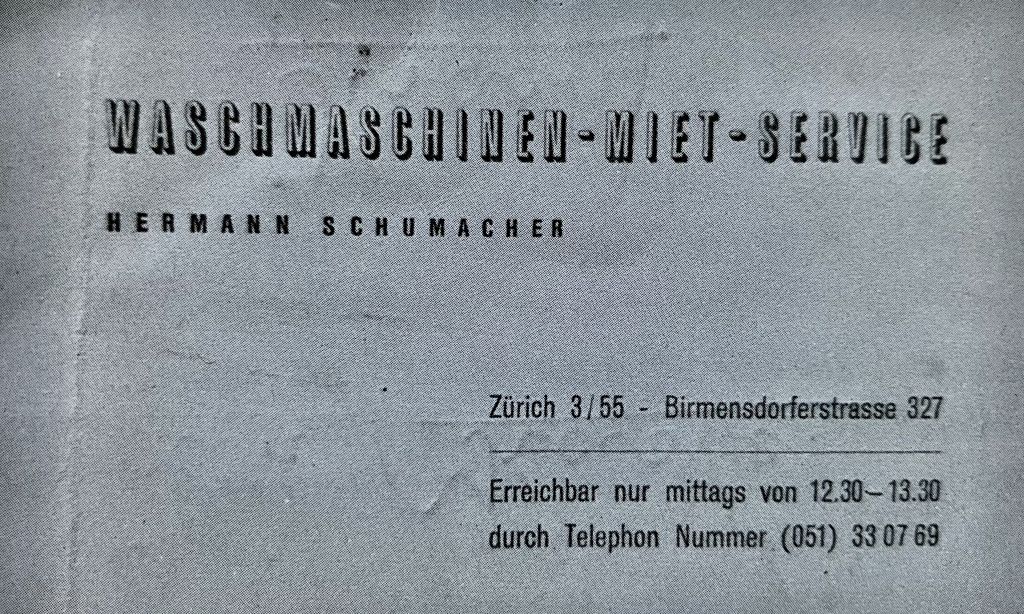 WASCHMASCHINEN-MIET-SERVICE
HERMANN SCHUMACHER
Zürich 3/55 - Birmensdorferstrasse 327
Erreichbar nur mittags von 12.30–13.30
durch Telephon Nummer (051) 33 07 69